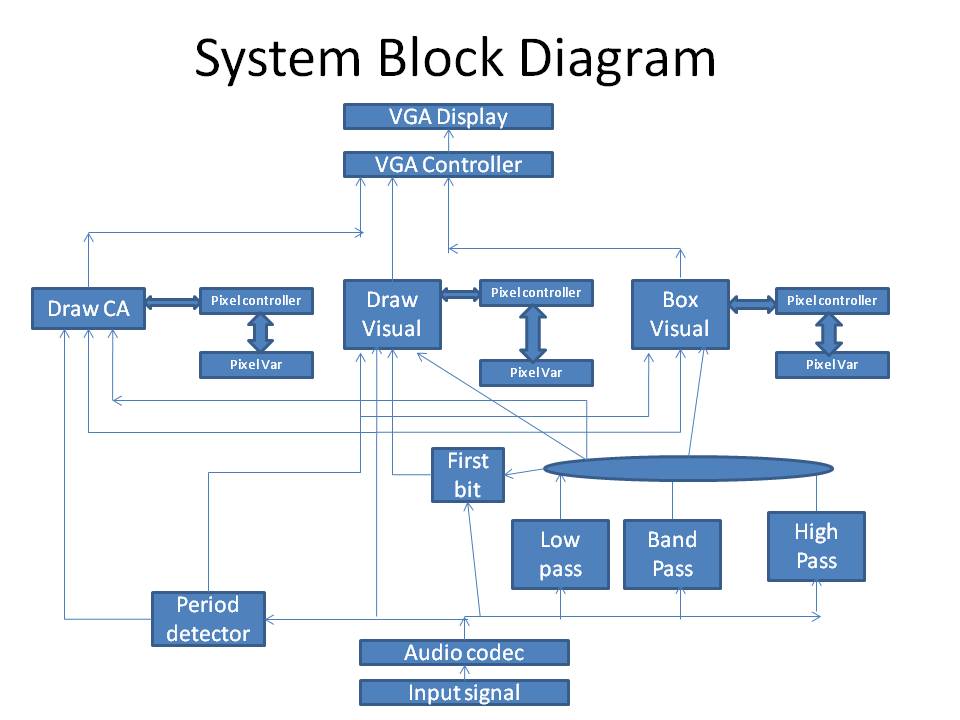 System Block Diagram
VGA Display
VGA Controller
Draw CA
Pixel controller
Pixel Var
Draw
Visual
Pixel controller
Pixel Var
Box
Visual
Pixel controller
Pixel Var
First
bit
Low
pass
Band
Pass
High
Pass
Period
detector
Audio codec
Input signal